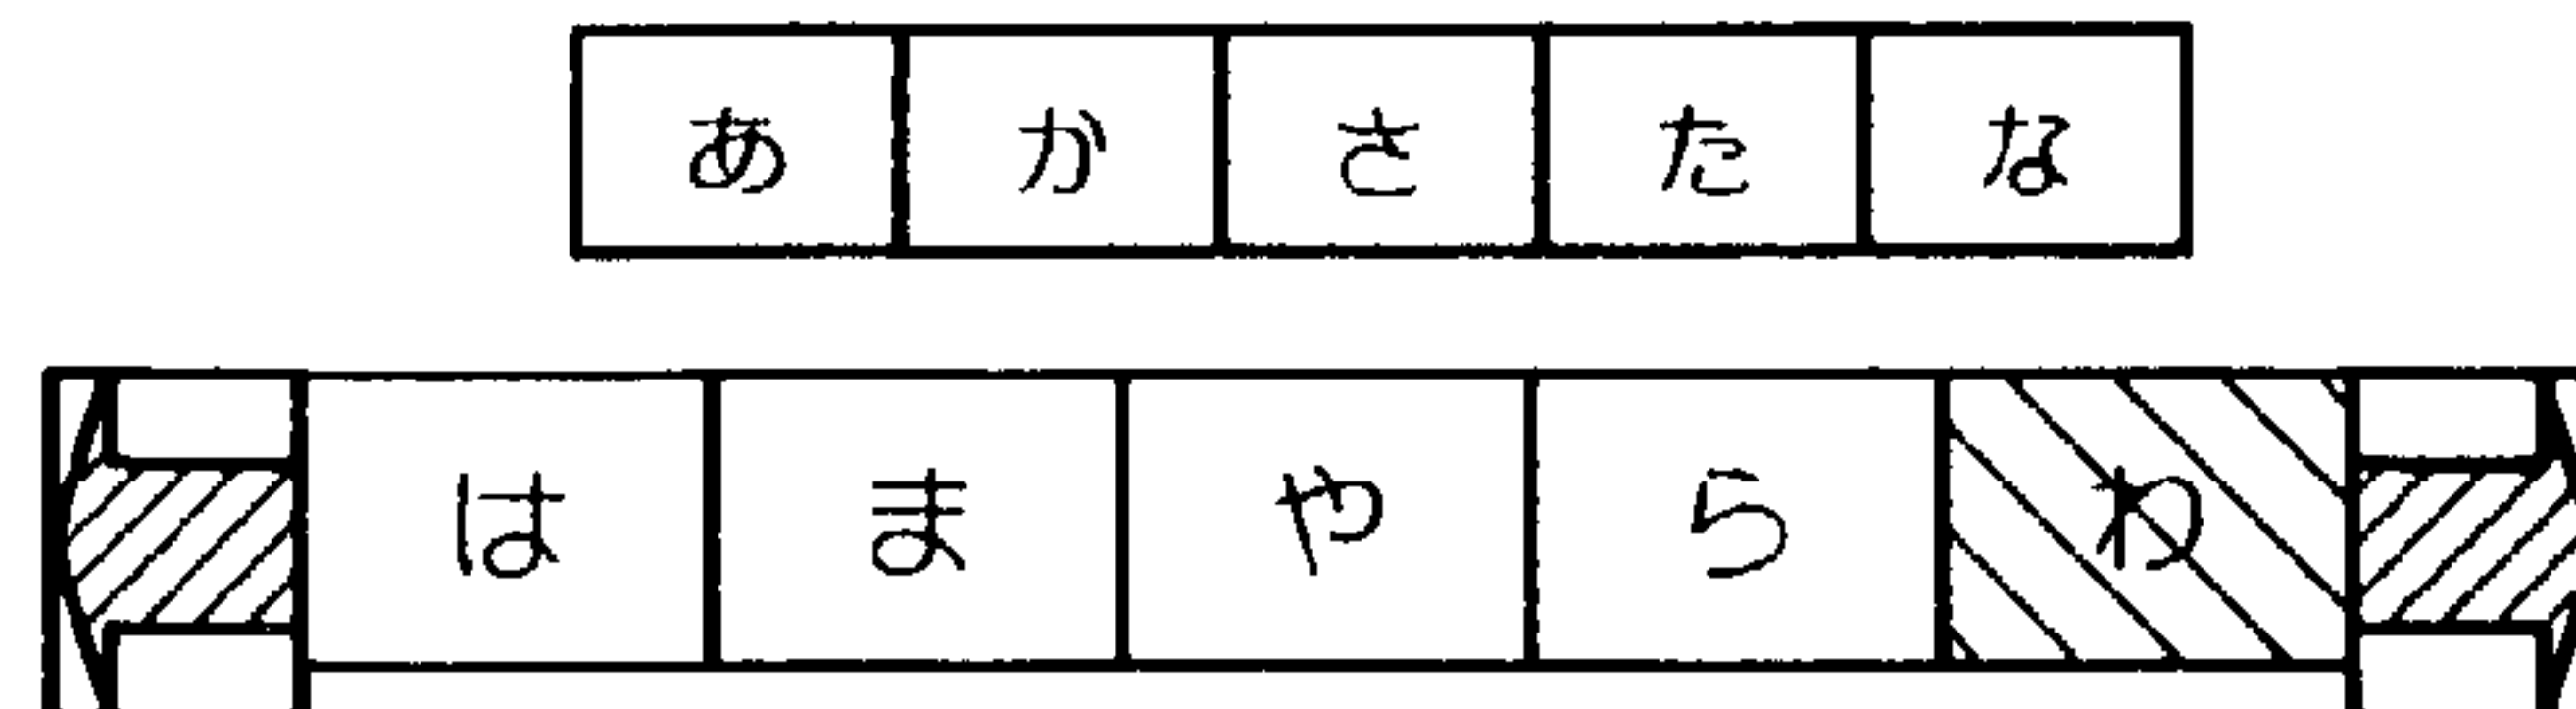 あ か さ た な
は ま や ら わ